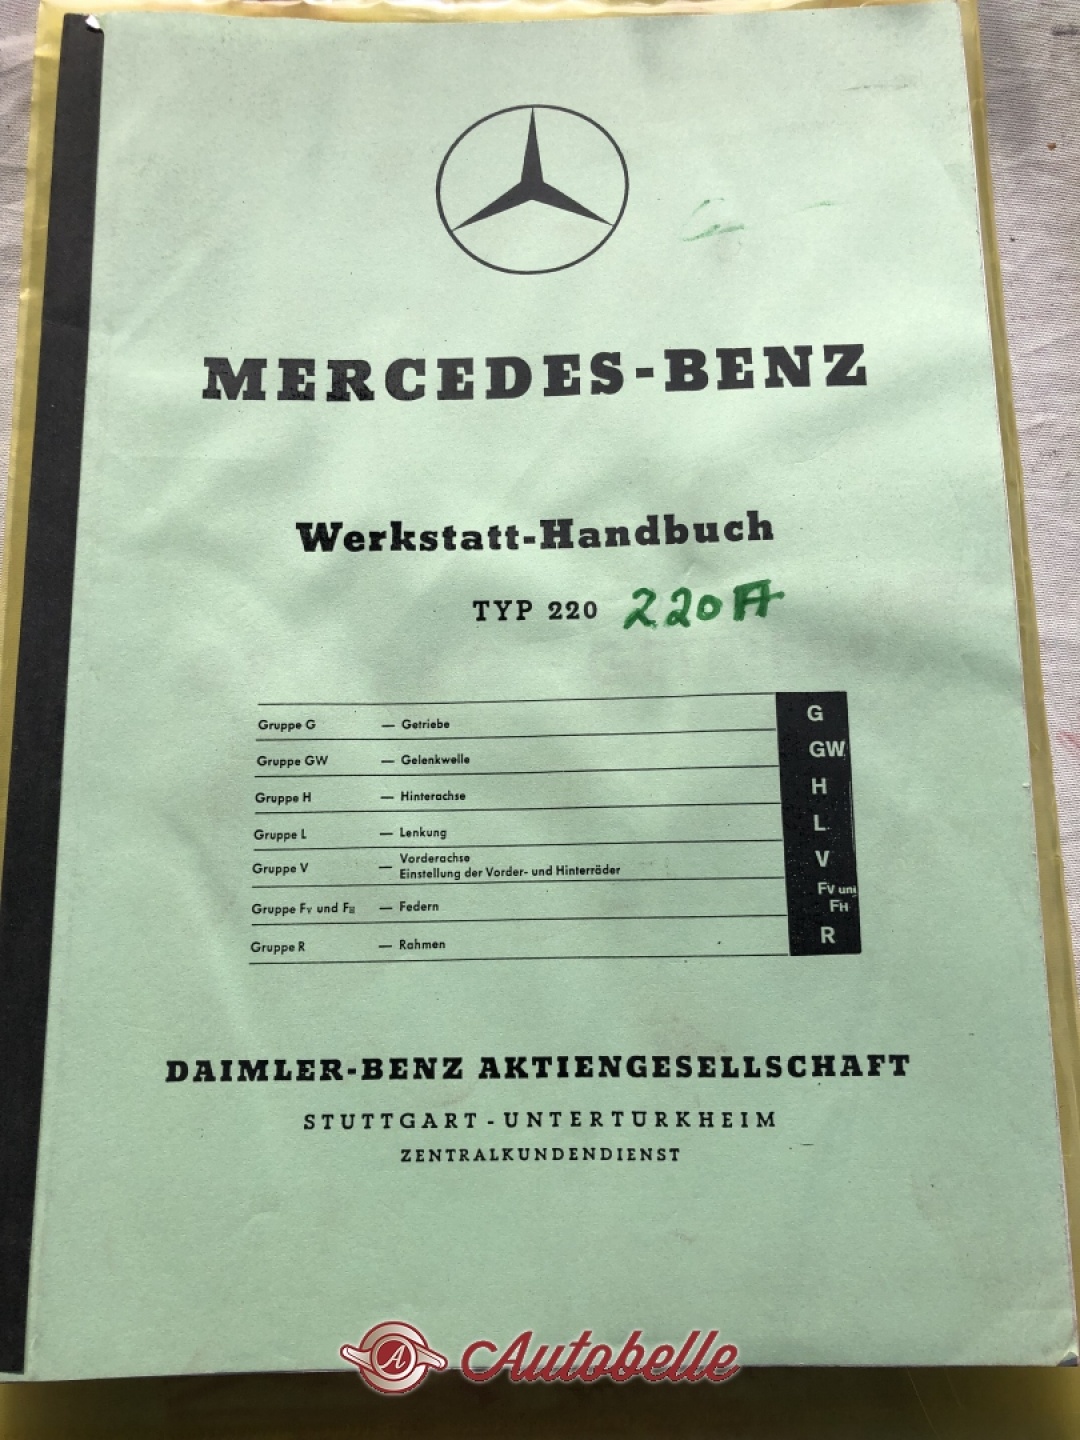 MERCEDES-BENZ
Werkstatt-Handbuch
TYP 220 220A
Gruppe G — Getriebe G
Gruppe GW — Gelenkwelle GW
Gruppe H — Hinterachse H
Gruppe L — Lenkung L
Gruppe V — Vorderachse V
Einstellung der Vorder- und Hinterräder
Gruppe Fv und FH — Federn Fv und
FH
Gruppe R — Rahmen R
DAIMLER-BENZ AKTIENGESELLSCHAFT
STUTTGART-UNTERTÜRKHEIM
ZENTRALKUNDENDIENST
A Autobelle